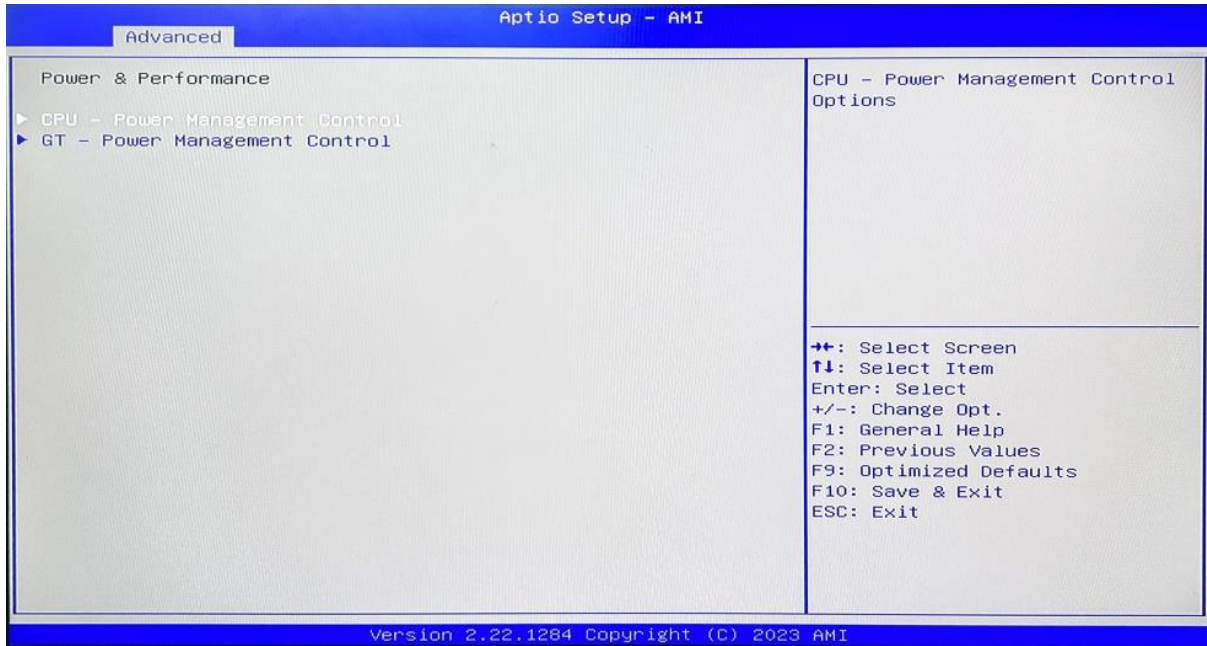 Aptio Setup – AMI
Advanced
Power & Performance
▶ CPU – Power Management Control
▶ GT – Power Management Control
CPU – Power Management Control
Options
→←: Select Screen
↑↓: Select Item
Enter: Select
+/-: Change Opt.
F1: General Help
F2: Previous Values
F9: Optimized Defaults
F10: Save & Exit
ESC: Exit
Version 2.22.1284 Copyright (C) 2023 AMI